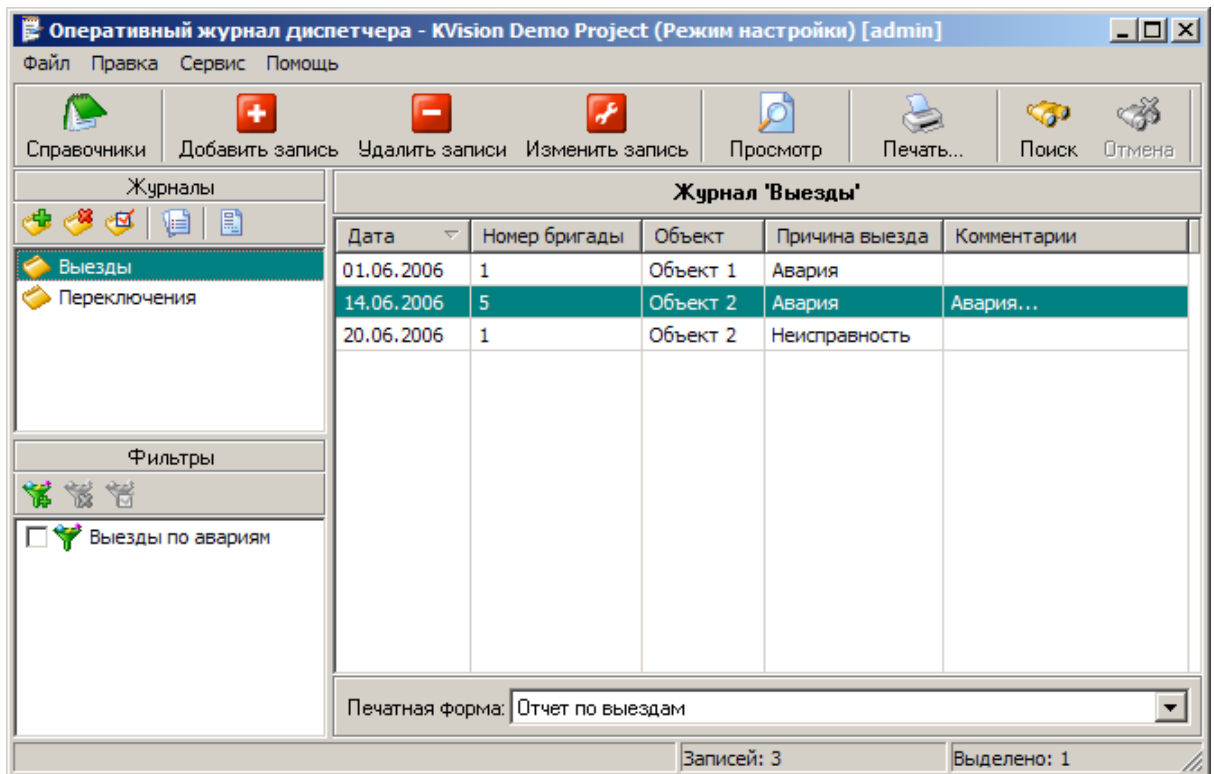 Оперативный журнал диспетчера - KVision Demo Project (Режим настройки) [admin]
Файл Правка Сервис Помощь
Справочники Добавить запись Удалить записи Изменить запись Просмотр Печать... Поиск Отмена
Журналы
Журнал 'Выезды'
Дата Номер бригады Объект Причина выезда Комментарии
Выезды
Переключения
01.06.2006 1 Объект 1 Авария
14.06.2006 5 Объект 2 Авария Авария...
20.06.2006 1 Объект 2 Неисправность
Фильтры
Выезды по авариям
Печатная форма: Отчет по выездам
Записей: 3 Выделено: 1